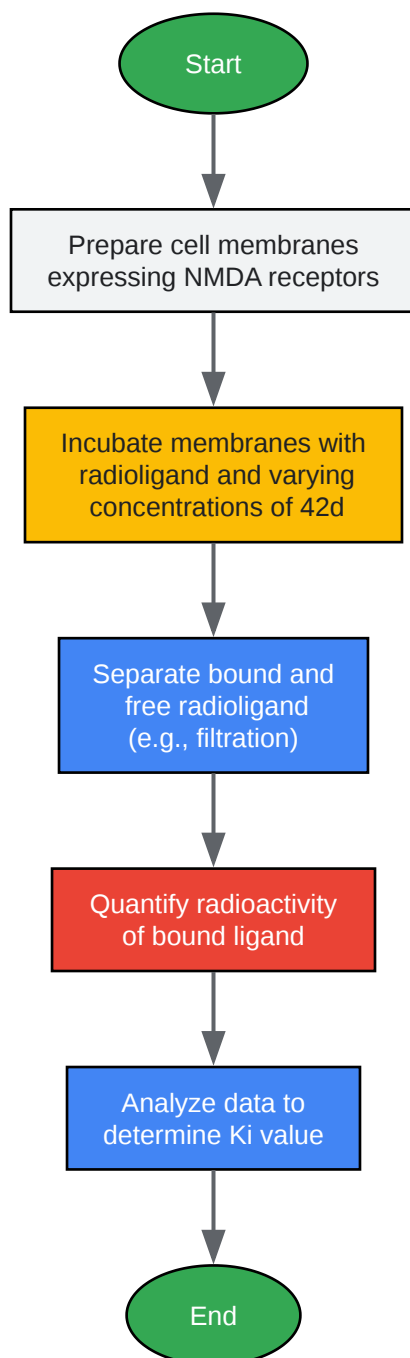 Start
Prepare cell membranes
expressing NMDA receptors
Incubate membranes with
radioligand and varying
concentrations of 42d
Separate bound and
free radioligand
(e.g., filtration)
Quantify radioactivity
of bound ligand
Analyze data to
determine Ki value
End